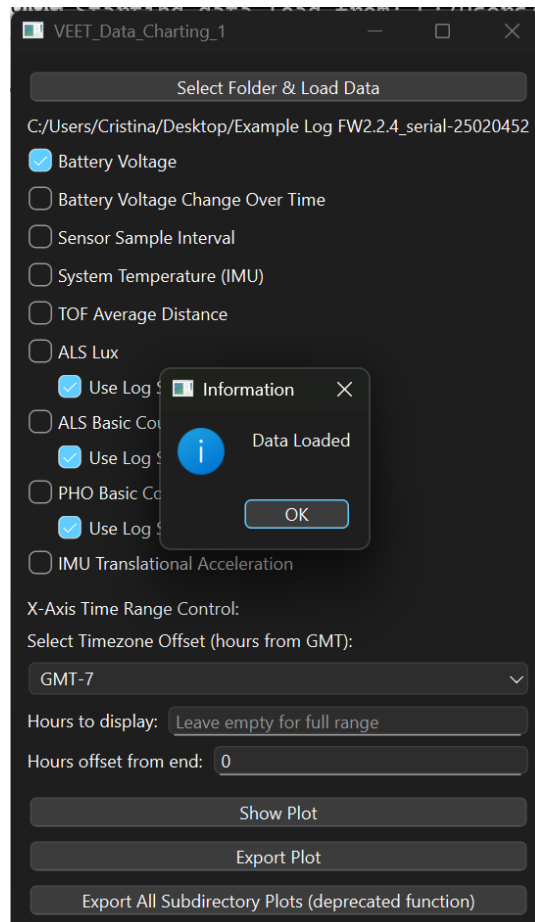 VEET_Data_Charting_1
Select Folder & Load Data
C:/Users/Cristina/Desktop/Example Log FW2.2.4_serial-25020452
Battery Voltage
Battery Voltage Change Over Time
Sensor Sample Interval
System Temperature (IMU)
TOF Average Distance
ALS Lux
Use Log
ALS Basic
Use Log
PHO Basic
Use Log
IMU Translational Acceleration
Information
Data Loaded
OK
X-Axis Time Range Control:
Select Timezone Offset (hours from GMT):
GMT-7
Hours to display: Leave empty for full range
Hours offset from end: 0
Show Plot
Export Plot
Export All Subdirectory Plots (deprecated function)